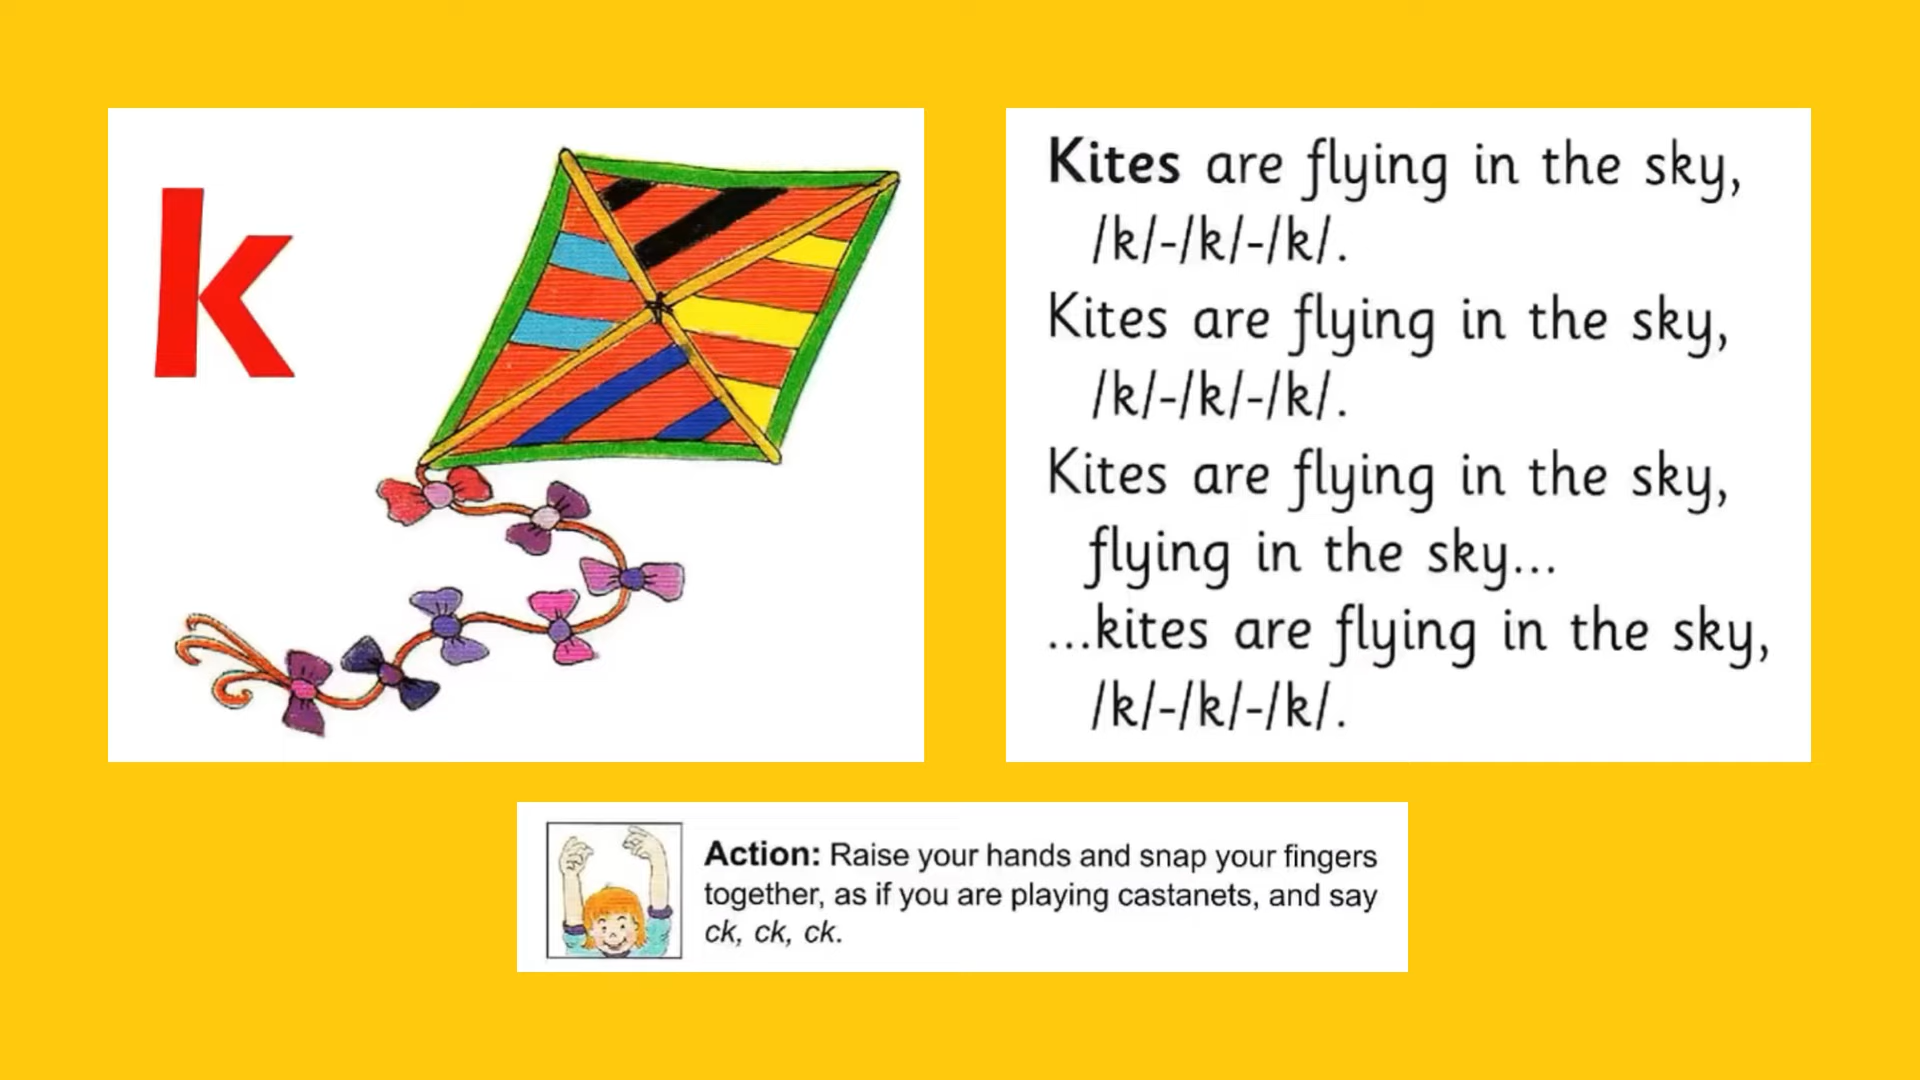 k
Kites are flying in the sky,
/k/-/k/-/k/.
Kites are flying in the sky,
/k/-/k/-/k/.
Kites are flying in the sky,
flying in the sky...
...kites are flying in the sky,
/k/-/k/-/k/.
Action: Raise your hands and snap your fingers
together, as if you are playing castanets, and say
ck, ck, ck.